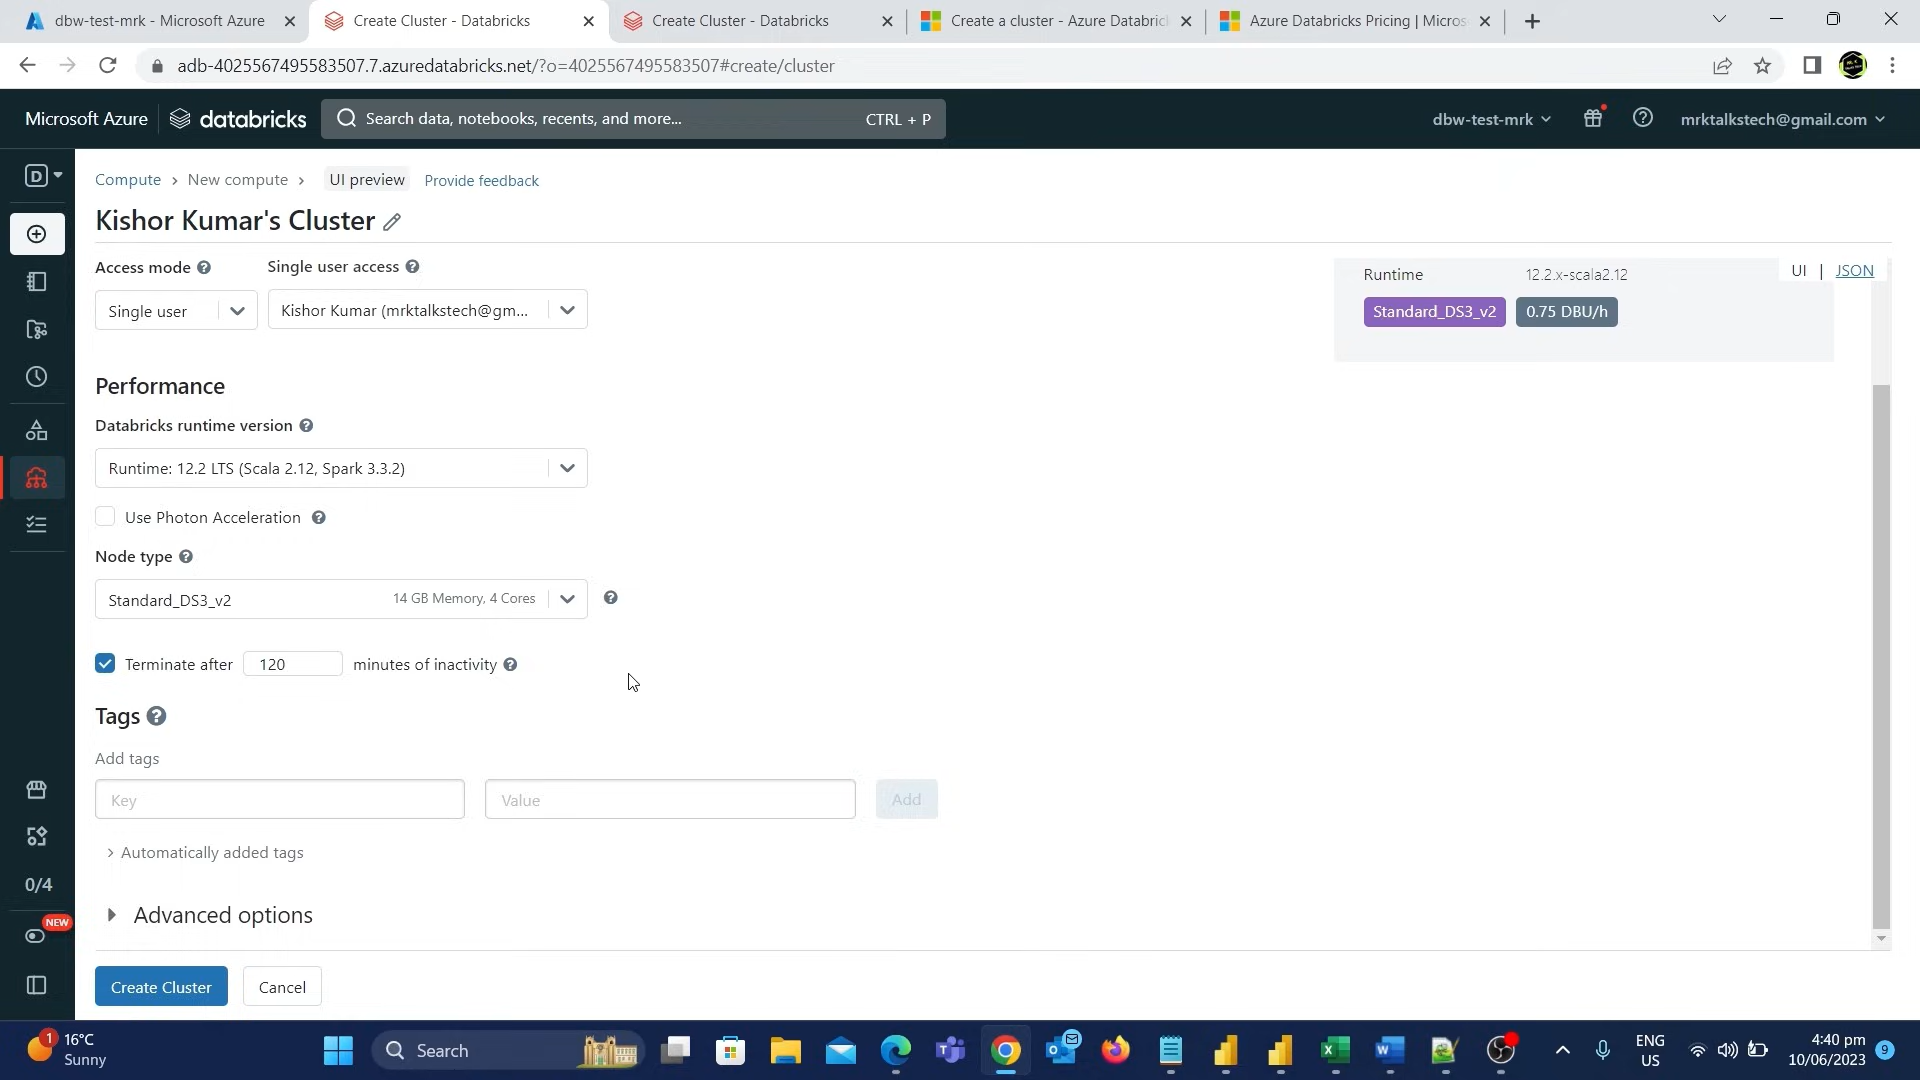 dbw-test-mrk - Microsoft Azure
Create Cluster - Databricks
Create Cluster - Databricks
Create a cluster - Azure Databric
Azure Databricks Pricing | Micros
adb-4025567495583507.7.azuredatabricks.net/?o=4025567495583507#create/cluster
Microsoft Azure
databricks
Search data, notebooks, recents, and more...
CTRL + P
dbw-test-mrk
mrktalkstech@gmail.com
D
Compute > New compute > UI preview Provide feedback
Kishor Kumar's Cluster
Access mode
Single user access
Single user
Kishor Kumar (mrktalkstech@gm...
UI | JSON
Runtime 12.2.x-scala2.12
Standard_DS3_v2 0.75 DBU/h
Performance
Databricks runtime version
Runtime: 12.2 LTS (Scala 2.12, Spark 3.3.2)
Use Photon Acceleration
Node type
Standard_DS3_v2 14 GB Memory, 4 Cores
Terminate after 120 minutes of inactivity
Tags
Add tags
Key
Value
Add
> Automatically added tags
Advanced options
0/4
NEW
Create Cluster
Cancel
1
16°C
Sunny
Search
ENG
US
4:40 pm
10/06/2023
9